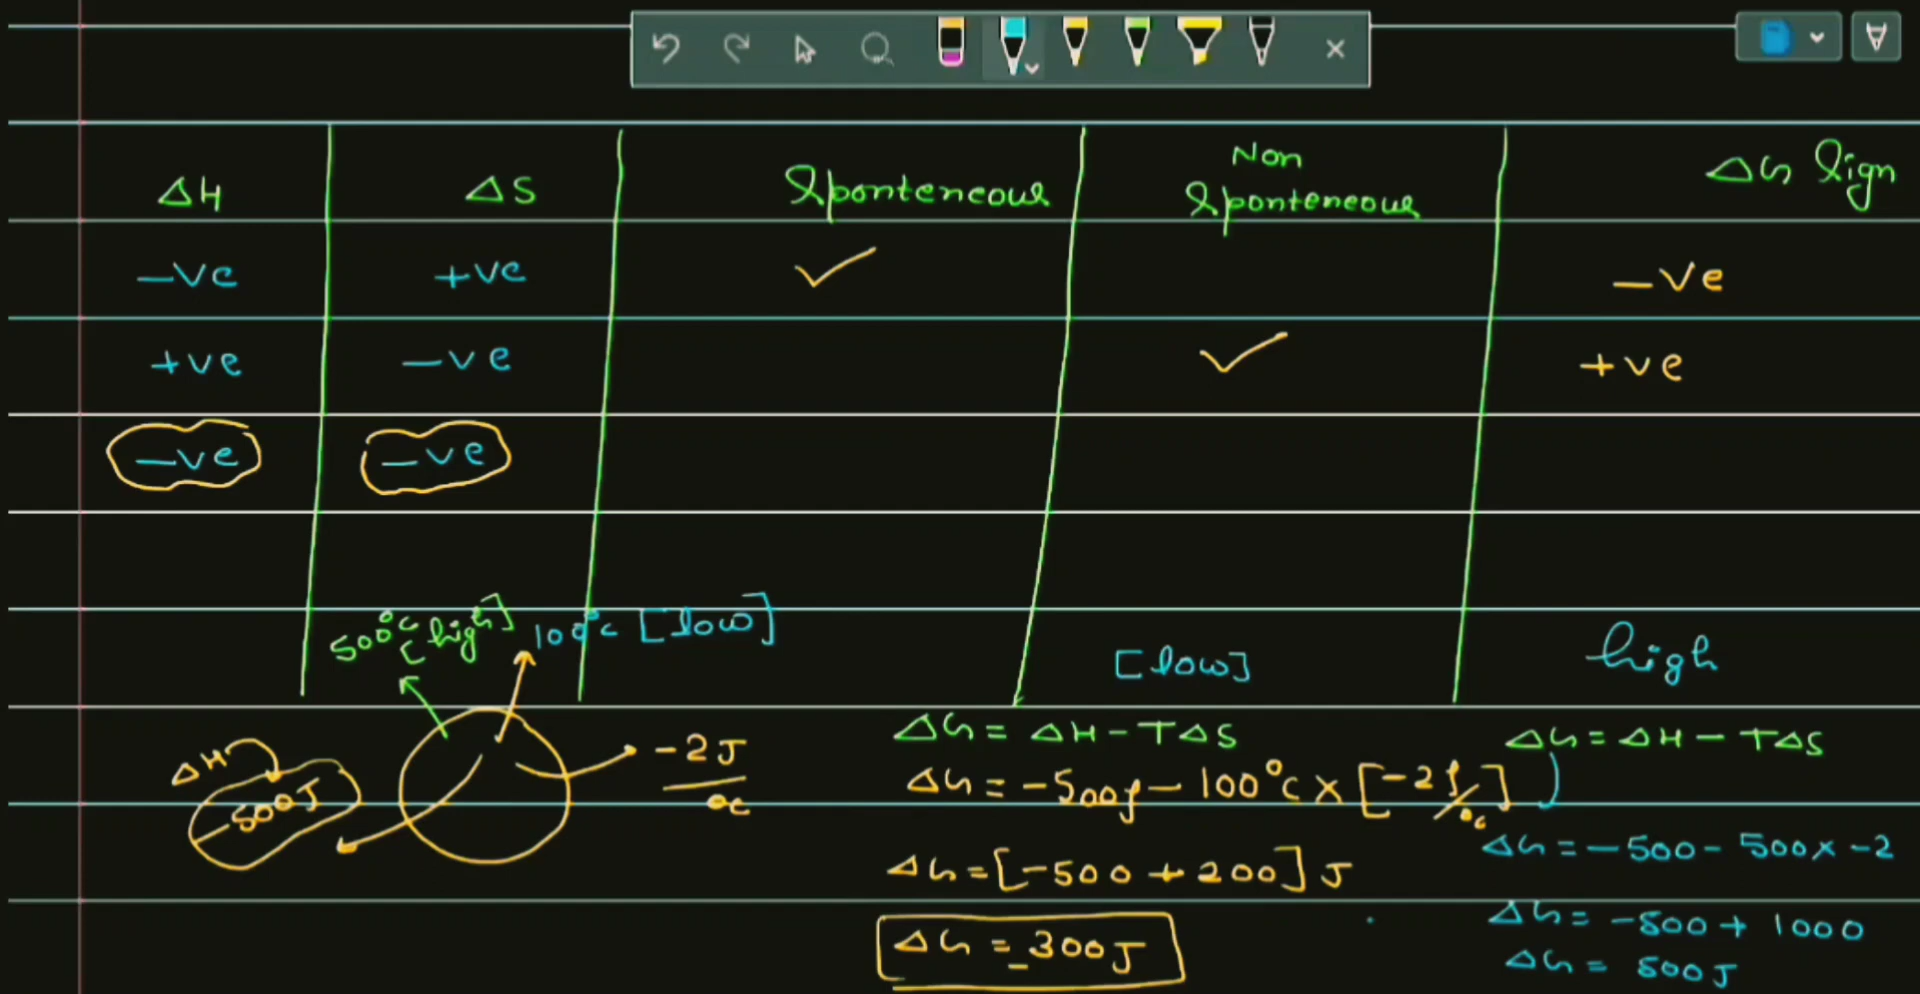 ΔH ΔS Sponteneous Non Sponteneous ΔG Sign
-ve +ve ✓ -ve
+ve -ve ✓ +ve
-ve -ve
500°C [high] 100°C [low]
[low] high
ΔH
-500J
-2J/°C
ΔG = ΔH - TΔS
ΔG = -500J - 100°C × [-2J/°C]
ΔG = [-500 + 200] J
ΔG = -300J
ΔG = ΔH - TΔS
ΔG = -500 - 500 × -2
ΔG = -500 + 1000
ΔG = 500J